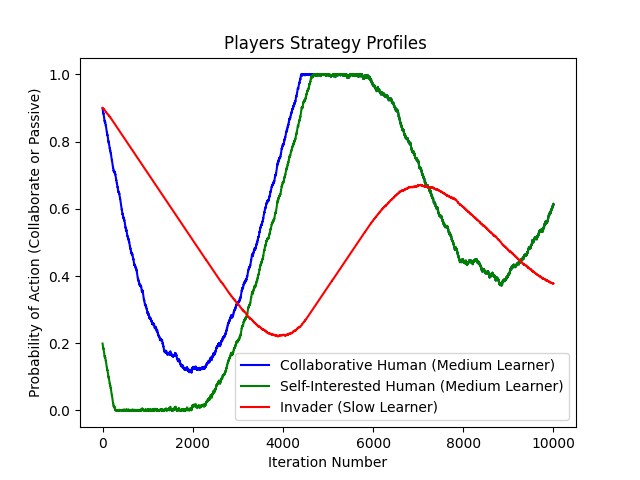 Players Strategy Profiles
Probability of Action (Collaborate or Passive)
1.0
0.8
0.6
0.4
0.2
0.0
Collaborative Human (Medium Learner)
Self-Interested Human (Medium Learner)
Invader (Slow Learner)
0 2000 4000 6000 8000 10000
Iteration Number